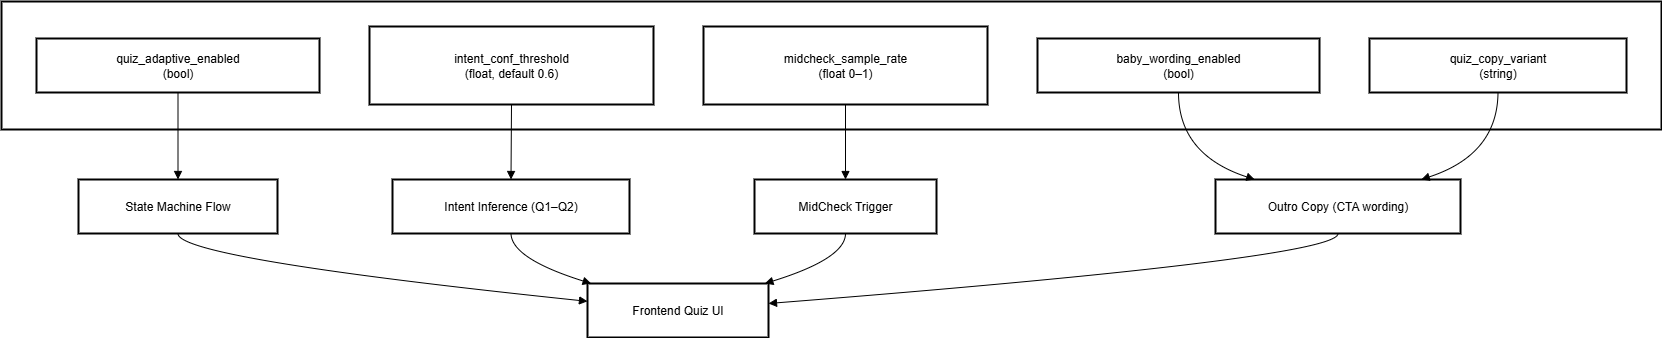 quiz_adaptive_enabled
(bool)
intent_conf_threshold
(float, default 0.6)
midcheck_sample_rate
(float 0–1)
baby_wording_enabled
(bool)
quiz_copy_variant
(string)
State Machine Flow
Intent Inference (Q1–Q2)
MidCheck Trigger
Outro Copy (CTA wording)
Frontend Quiz UI